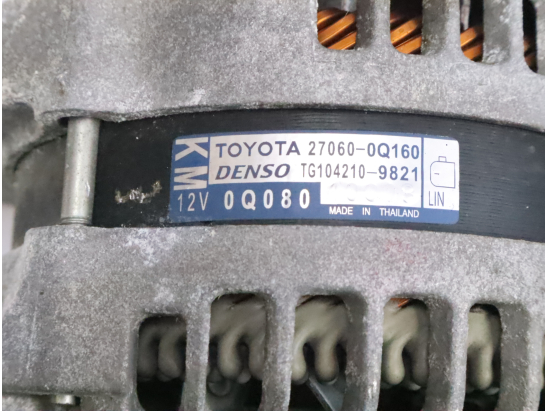 KM
TOYOTA 27060-0Q160
DENSO TG104210-9821
12V 0Q080
MADE IN THAILAND
LIN